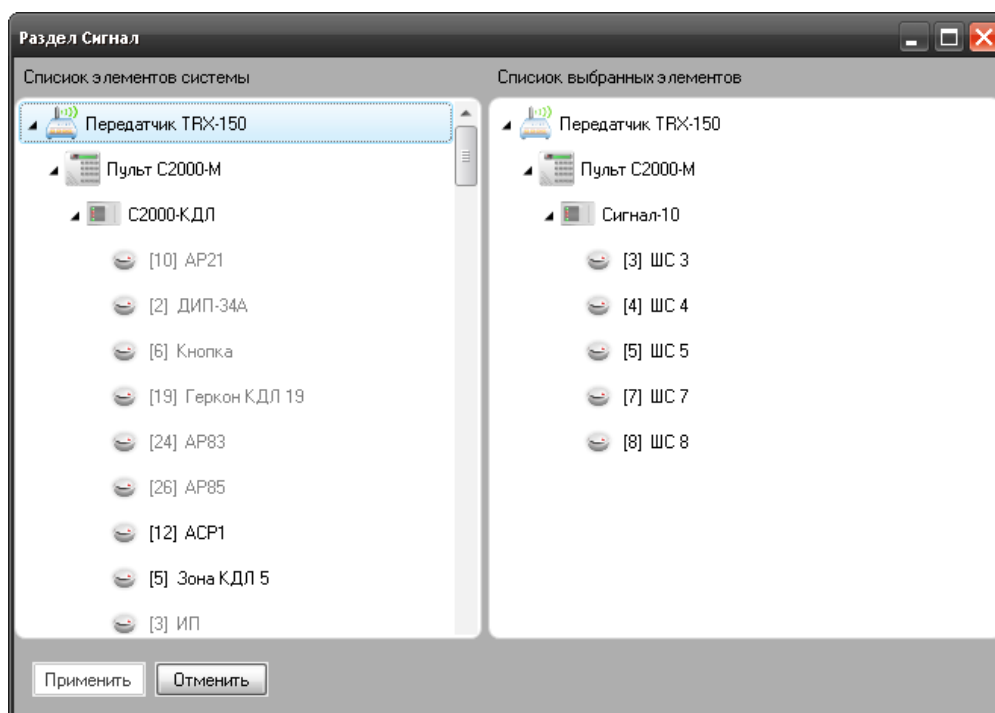 Раздел Сигнал
Списиок элементов системы
Передатчик TRX-150
Пульт С2000-М
С2000-КДЛ
[10] АР21
[2] ДИП-34А
[6] Кнопка
[19] Геркон КДЛ 19
[24] АР83
[26] АР85
[12] АСР1
[5] Зона КДЛ 5
[3] ИП
Списиок выбранных элементов
Передатчик TRX-150
Пульт С2000-М
Сигнал-10
[3] ШС 3
[4] ШС 4
[5] ШС 5
[7] ШС 7
[8] ШС 8
Применить
Отменить